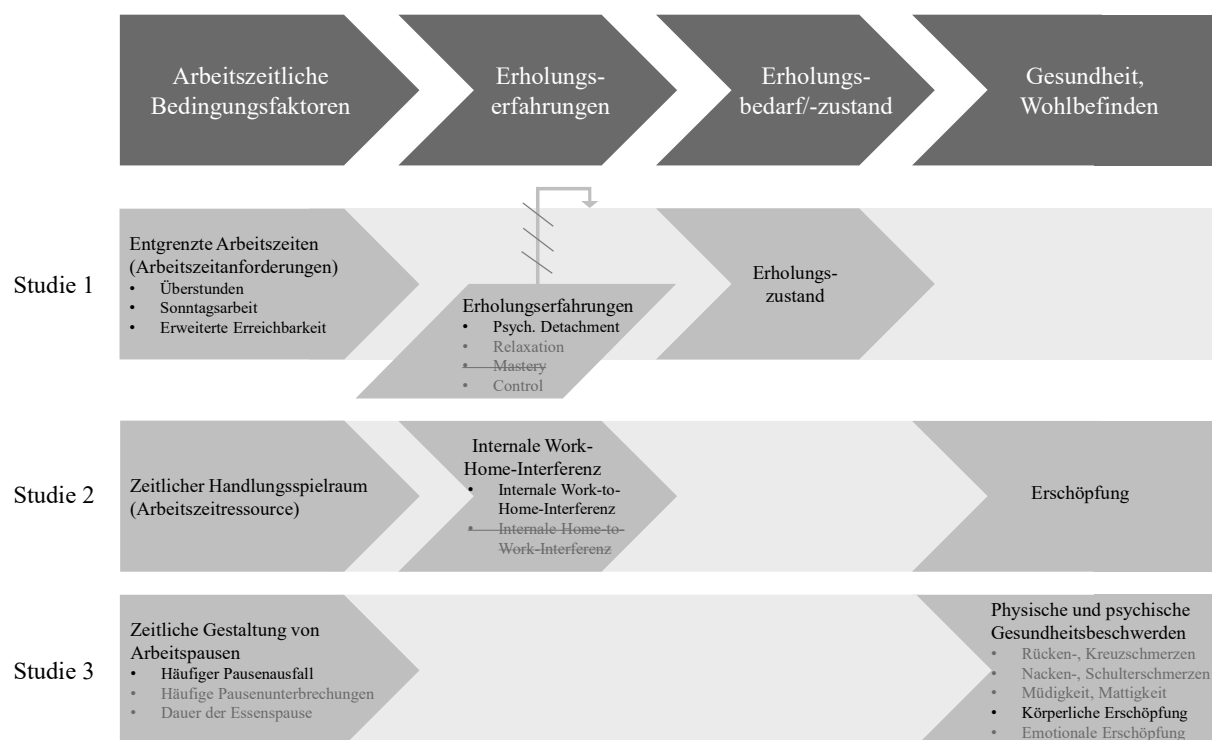 Arbeitszeitliche
Bedingungsfaktoren
Erholungs-
erfahrungen
Erholungs-
bedarf/-zustand
Gesundheit,
Wohlbefinden
Studie 1
Entgrenzte Arbeitszeiten
(Arbeitszeitanforderungen)
• Überstunden
• Sonntagsarbeit
• Erweiterte Erreichbarkeit
Erholungserfahrungen
• Psych. Detachment
• Relaxation
• Mastery
• Control
Erholungs-
zustand
Studie 2
Zeitlicher Handlungsspielraum
(Arbeitszeitressource)
Internale Work-
Home-Interferenz
• Internale Work-to-
Home-Interferenz
• Internale Home-to-
Work-Interferenz
Erschöpfung
Studie 3
Zeitliche Gestaltung von
Arbeitspausen
• Häufiger Pausenausfall
• Häufige Pausenunterbrechungen
• Dauer der Essenspause
Physische und psychische
Gesundheitsbeschwerden
• Rücken-, Kreuzschmerzen
• Nacken-, Schulterschmerzen
• Müdigkeit, Mattigkeit
• Körperliche Erschöpfung
• Emotionale Erschöpfung